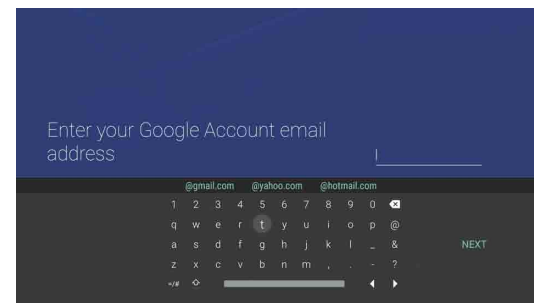 Enter your Google Account email
address
@gmail.com @yahoo.com @hotmail.com
1 2 3 4 5 6 7 8 9 0
q w e r t y u i o p @
a s d f g h j k l _ & NEXT
z x c v b n m , . - ?
=/#